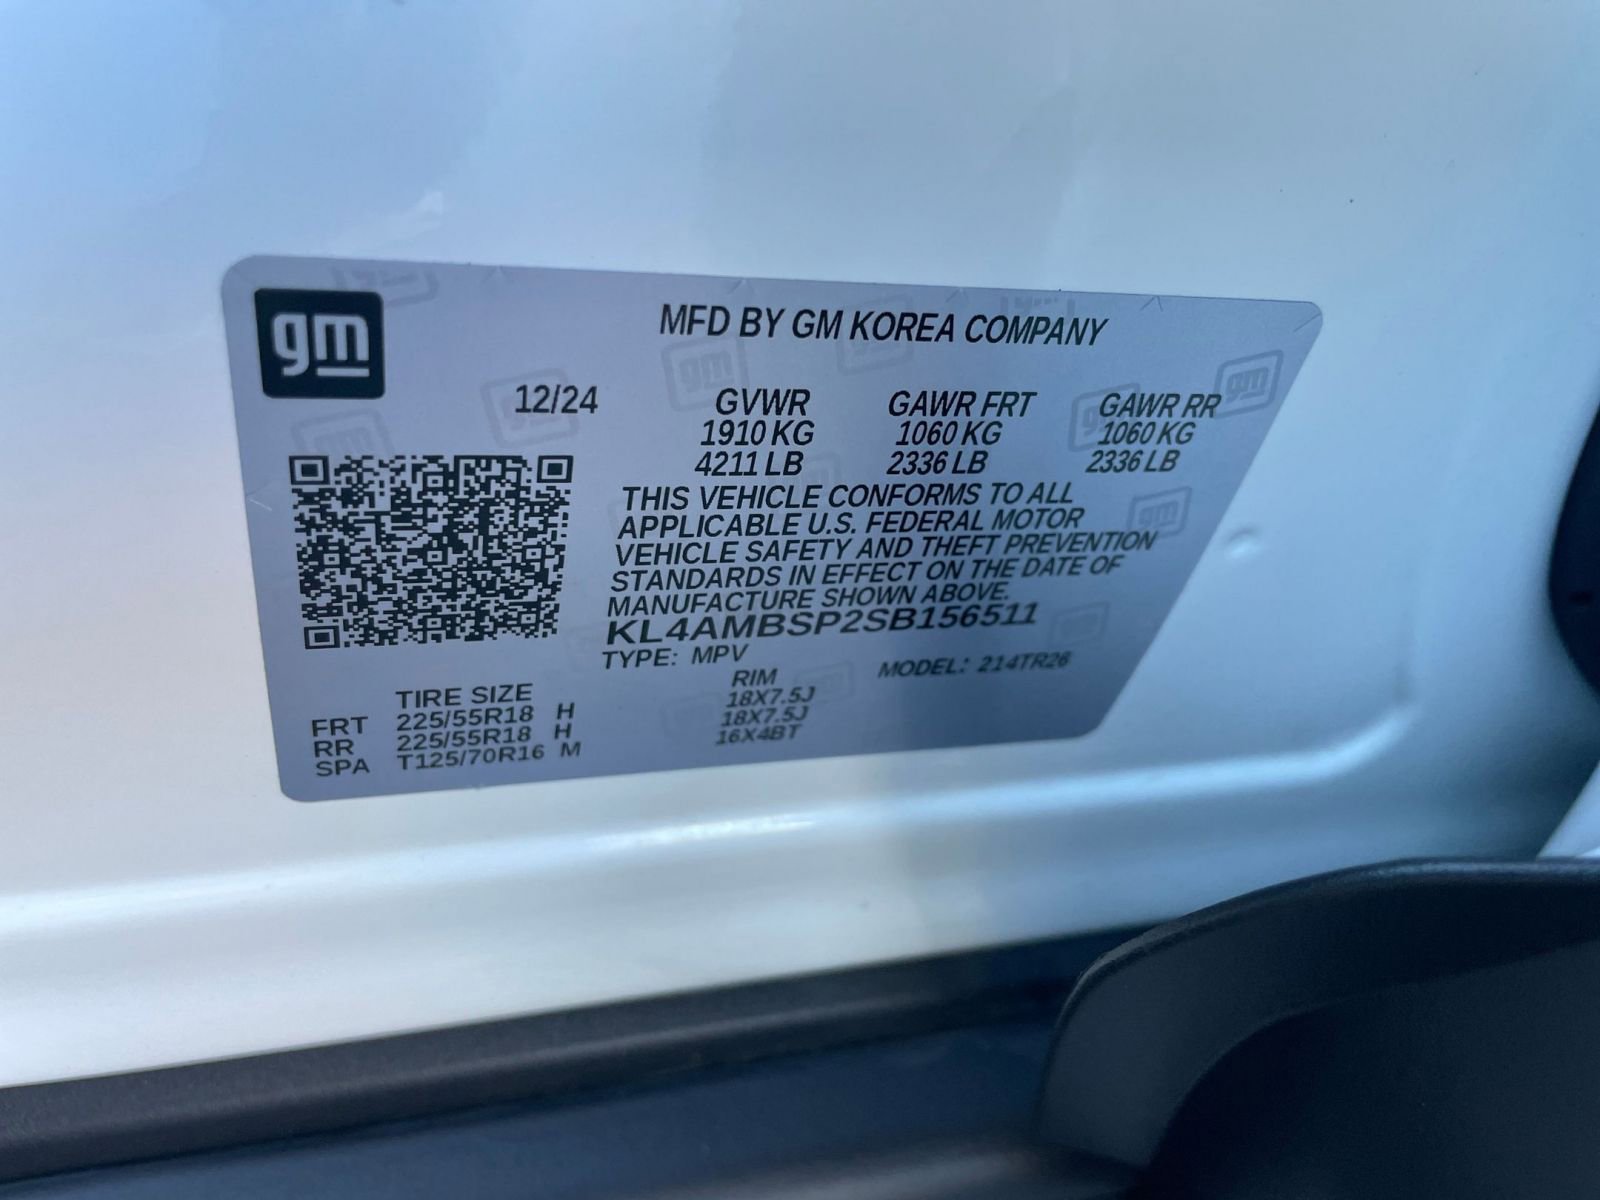 gm
MFD BY GM KOREA COMPANY
12/24 GVWR GAWR FRT GAWR RR
1910 KG 1060 KG 1060 KG
4211 LB 2336 LB 2336 LB
THIS VEHICLE CONFORMS TO ALL
APPLICABLE U.S. FEDERAL MOTOR
VEHICLE SAFETY AND THEFT PREVENTION
STANDARDS IN EFFECT ON THE DATE OF
MANUFACTURE SHOWN ABOVE.
KL4AMBSP2SB156511
TYPE: MPV MODEL: 214TR26
TIRE SIZE RIM
FRT 225/55R18 H 18X7.5J
RR 225/55R18 H 18X7.5J
SPA T125/70R16 M 16X4BT